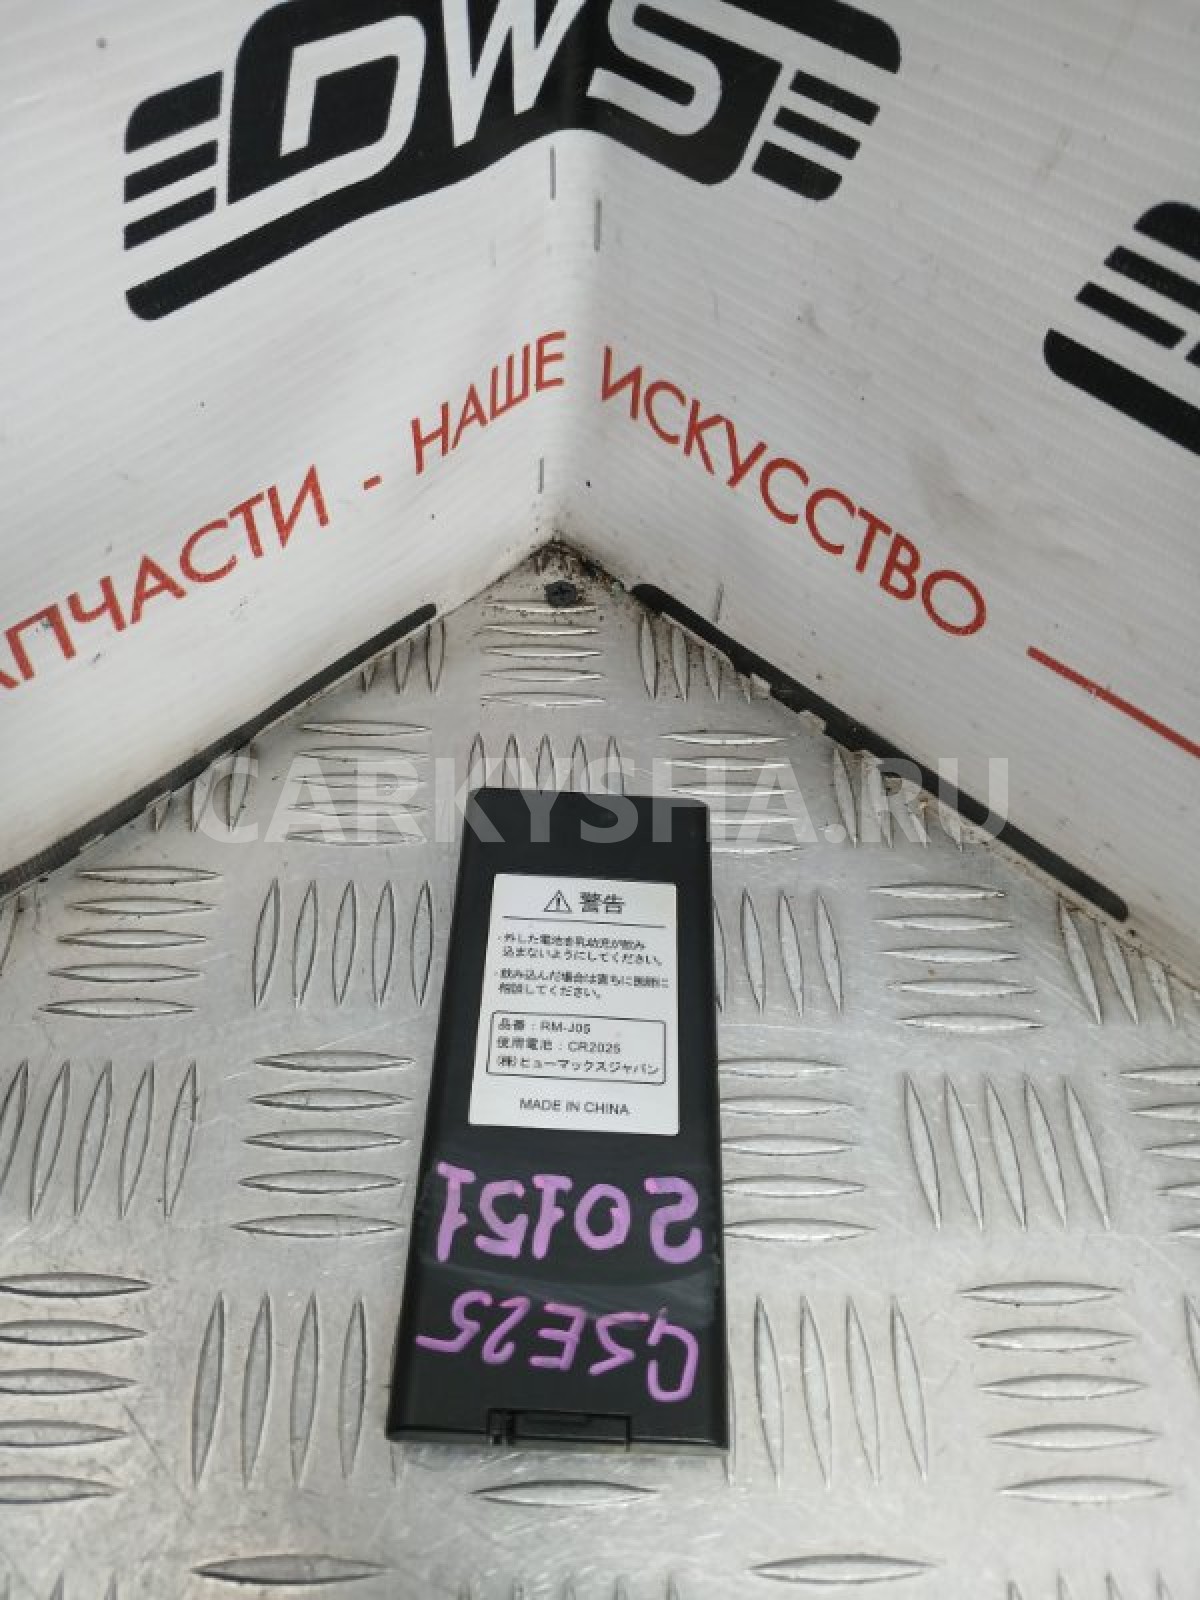 DWS
АПЧАСТИ - НАШЕ ИСКУССТВО
CARKYSHA.RU
⚠ 警告
・外した電池を乳幼児が飲み
込まないようにしてください。
・飲み込んだ場合は直ちに医師に
相談してください。
品番：RM-J05
使用電池：CR2025
(株)ヒューマックスジャパン
MADE IN CHINA
GSE25
20151